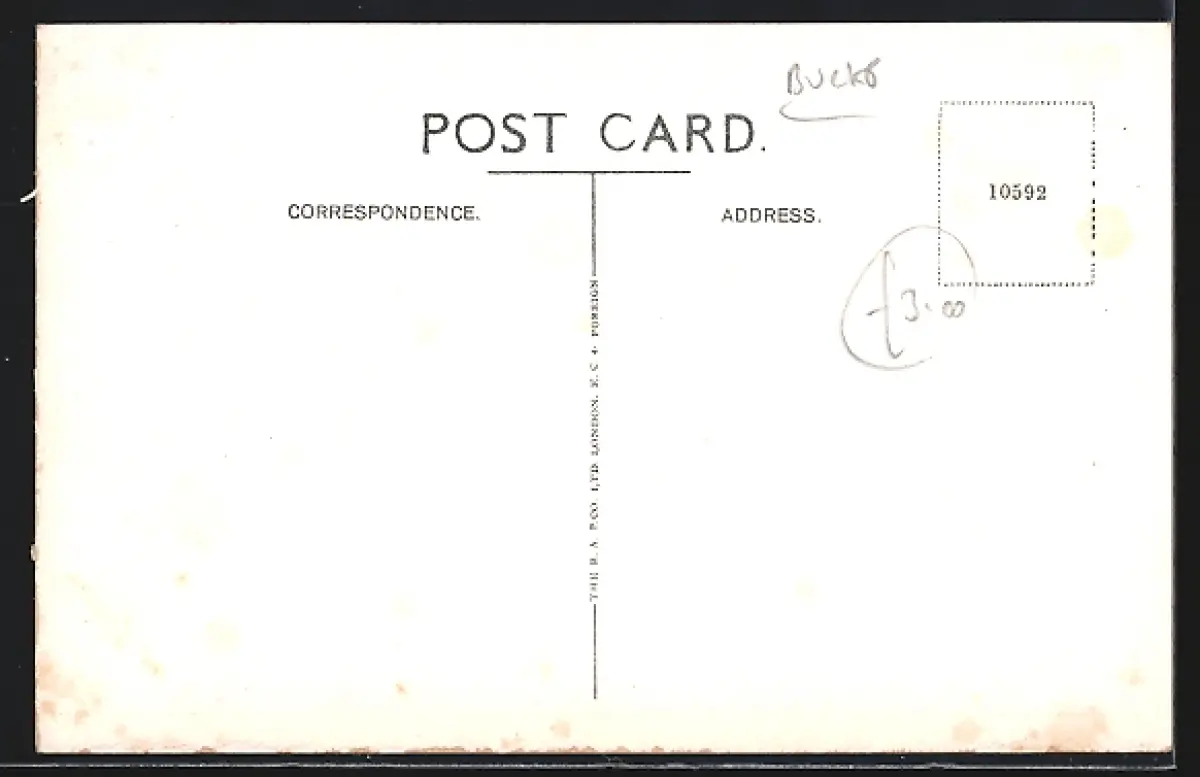 BUCKS
POST CARD.
CORRESPONDENCE.
ADDRESS.
10592
£3.00
THE R. A. P. CO. LTD LONDON. E. C 4. FOREIGN